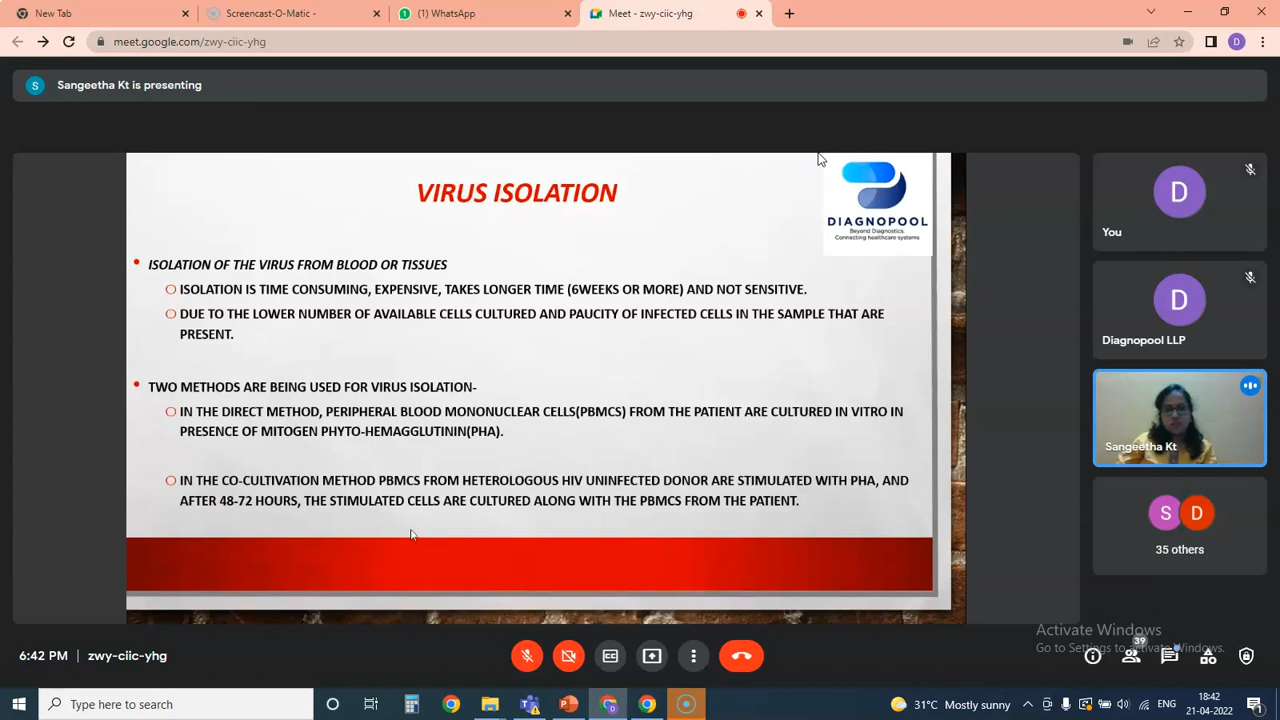 New Tab
Screencast-O-Matic
(1) WhatsApp
Meet - zwy-ciic-yhg
meet.google.com/zwy-ciic-yhg
D
S
Sangeetha Kt is presenting
VIRUS ISOLATION
DIAGNOPOOL
Beyond Diagnostics.
Connecting healthcare systems
ISOLATION OF THE VIRUS FROM BLOOD OR TISSUES
ISOLATION IS TIME CONSUMING, EXPENSIVE, TAKES LONGER TIME (6WEEKS OR MORE) AND NOT SENSITIVE.
DUE TO THE LOWER NUMBER OF AVAILABLE CELLS CULTURED AND PAUCITY OF INFECTED CELLS IN THE SAMPLE THAT ARE
PRESENT.
TWO METHODS ARE BEING USED FOR VIRUS ISOLATION-
IN THE DIRECT METHOD, PERIPHERAL BLOOD MONONUCLEAR CELLS(PBMCS) FROM THE PATIENT ARE CULTURED IN VITRO IN
PRESENCE OF MITOGEN PHYTO-HEMAGGLUTININ(PHA).
IN THE CO-CULTIVATION METHOD PBMCS FROM HETEROLOGOUS HIV UNINFECTED DONOR ARE STIMULATED WITH PHA, AND
AFTER 48-72 HOURS, THE STIMULATED CELLS ARE CULTURED ALONG WITH THE PBMCS FROM THE PATIENT.
D
You
D
Diagnopool LLP
Sangeetha Kt
S D
35 others
Activate Windows
Go to Settings to activate Windows.
6:42 PM
zwy-ciic-yhg
39
Type here to search
31°C Mostly sunny
ENG
18:42
21-04-2022